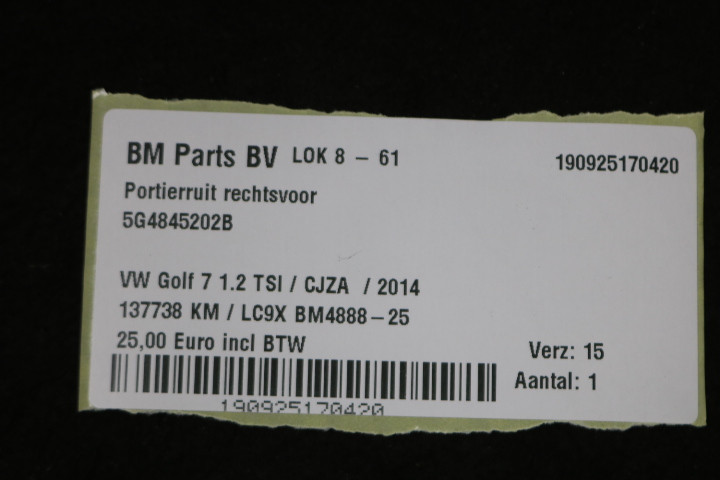 BM Parts BV LOK 8 - 61 190925170420
Portierruit rechtsvoor
5G4845202B
VW Golf 7 1.2 TSI / CJZA / 2014
137738 KM / LC9X BM4888-25
25,00 Euro incl BTW
Verz: 15
Aantal: 1
190925170420